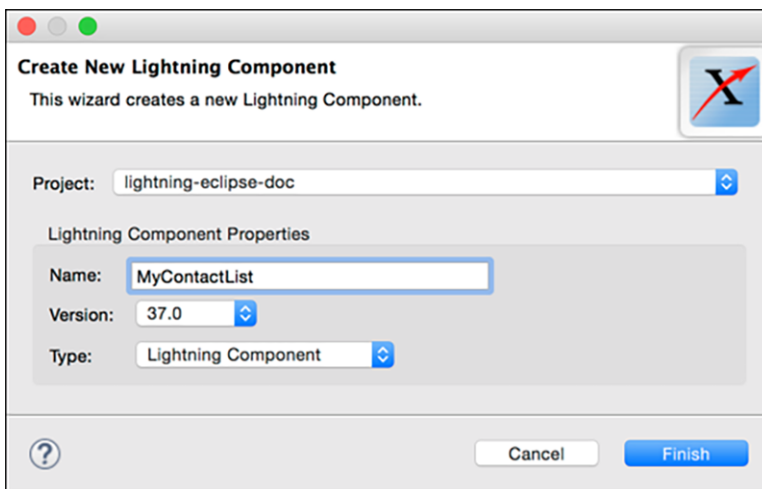 Create New Lightning Component
This wizard creates a new Lightning Component.
X
Project: lightning-eclipse-doc
Lightning Component Properties
Name: MyContactList
Version: 37.0
Type: Lightning Component
? Cancel Finish